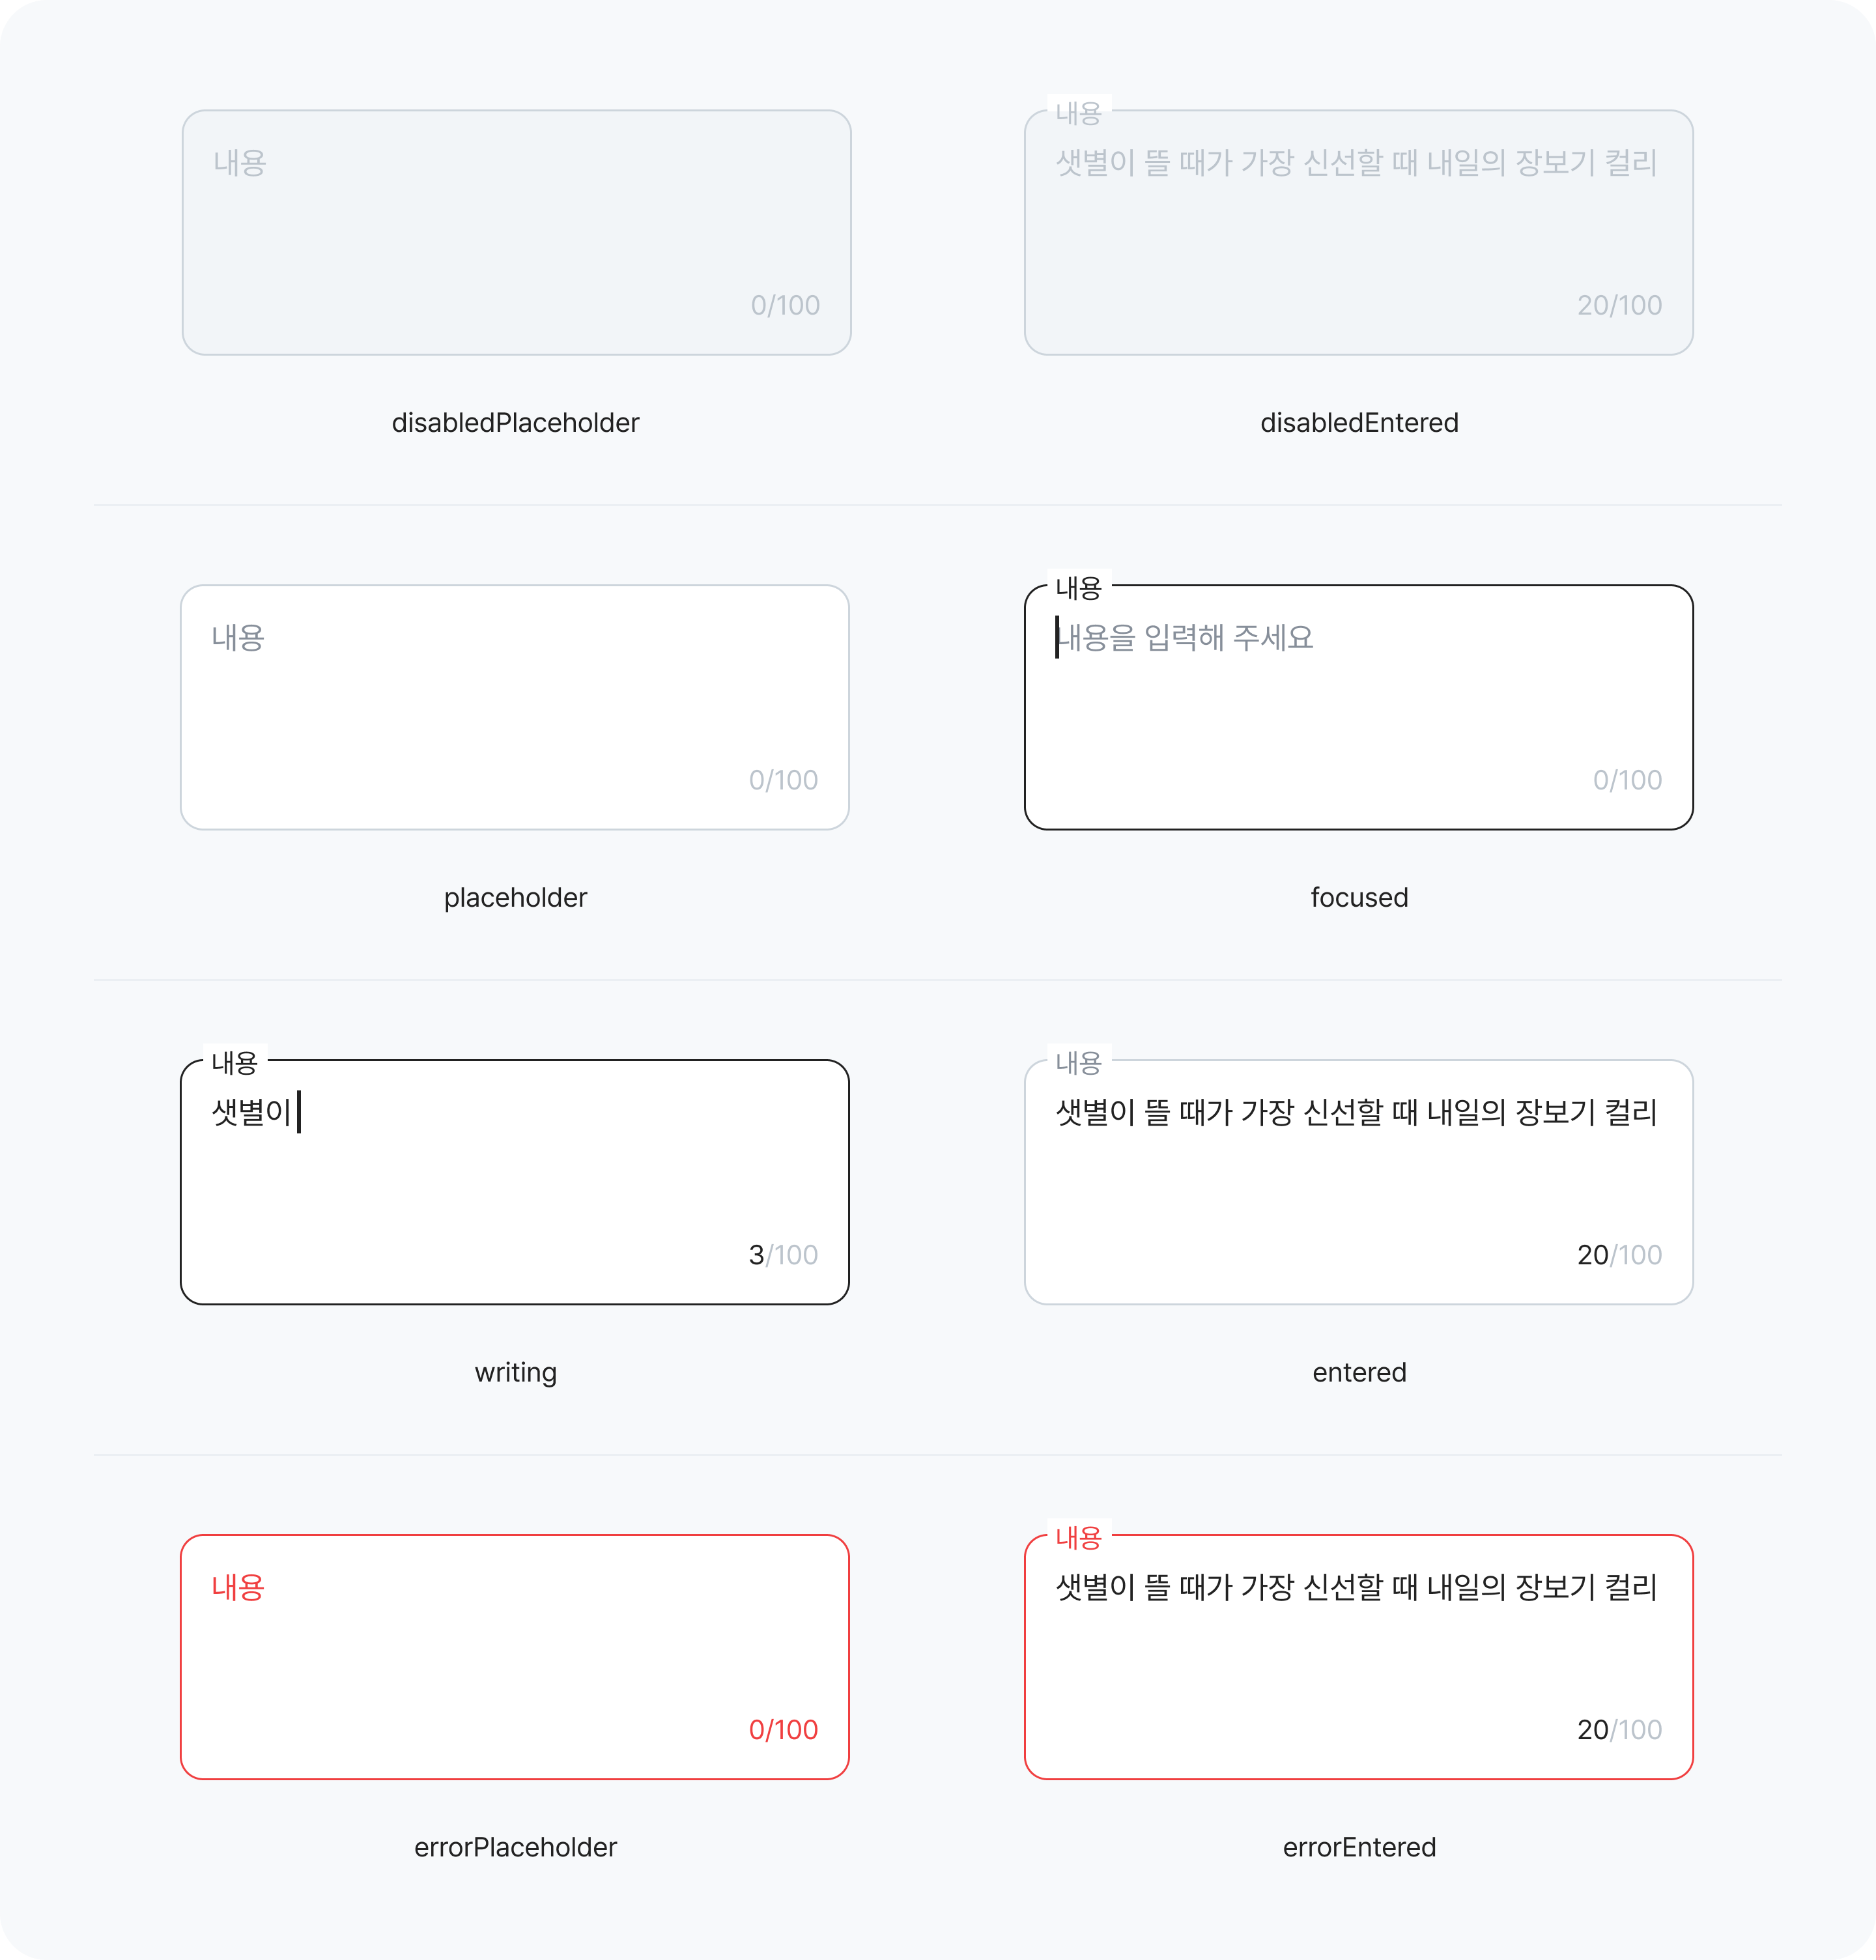 내용
0/100
disabledPlaceholder
내용
샛별이 뜰 때가 가장 신선할 때 내일의 장보기 컬리
20/100
disabledEntered
내용
0/100
placeholder
내용
내용을 입력해 주세요
0/100
focused
내용
샛별이
3/100
writing
내용
샛별이 뜰 때가 가장 신선할 때 내일의 장보기 컬리
20/100
entered
내용
0/100
errorPlaceholder
내용
샛별이 뜰 때가 가장 신선할 때 내일의 장보기 컬리
20/100
errorEntered